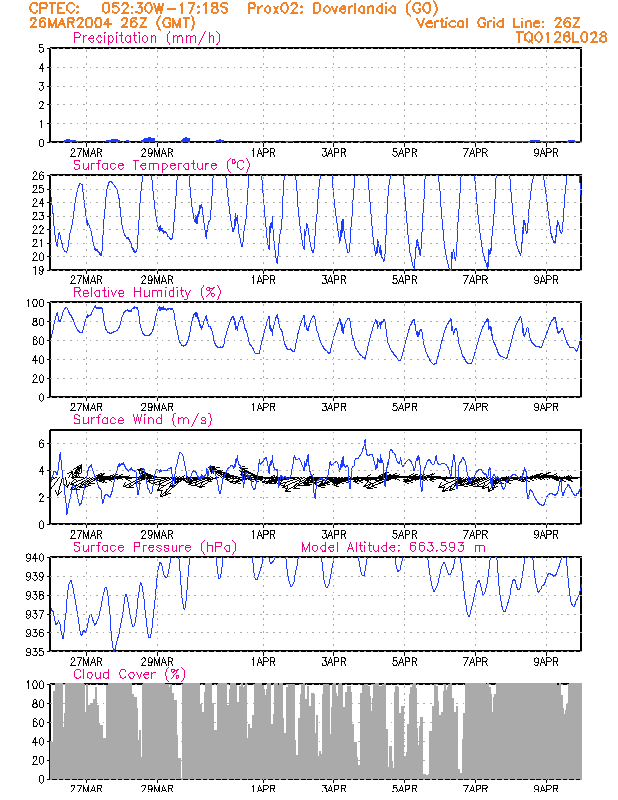 CPTEC: 052:30W-17:18S Prox02: Doverlandia (GO)
26MAR2004 26Z (GMT) Vertical Grid Line: 26Z
Precipitation (mm/h) TQ0126L028
5
4
3
2
1
0
27MAR 29MAR 1APR 3APR 5APR 7APR 9APR
Surface Temperature (°C)
26
25
24
23
22
21
20
19
27MAR 29MAR 1APR 3APR 5APR 7APR 9APR
Relative Humidity (%)
100
80
60
40
20
0
27MAR 29MAR 1APR 3APR 5APR 7APR 9APR
Surface Wind (m/s)
6
4
2
0
27MAR 29MAR 1APR 3APR 5APR 7APR 9APR
Surface Pressure (hPa) Model Altitude: 663.593 m
940
939
938
937
936
935
27MAR 29MAR 1APR 3APR 5APR 7APR 9APR
Cloud Cover (%)
100
80
60
40
20
0
27MAR 29MAR 1APR 3APR 5APR 7APR 9APR